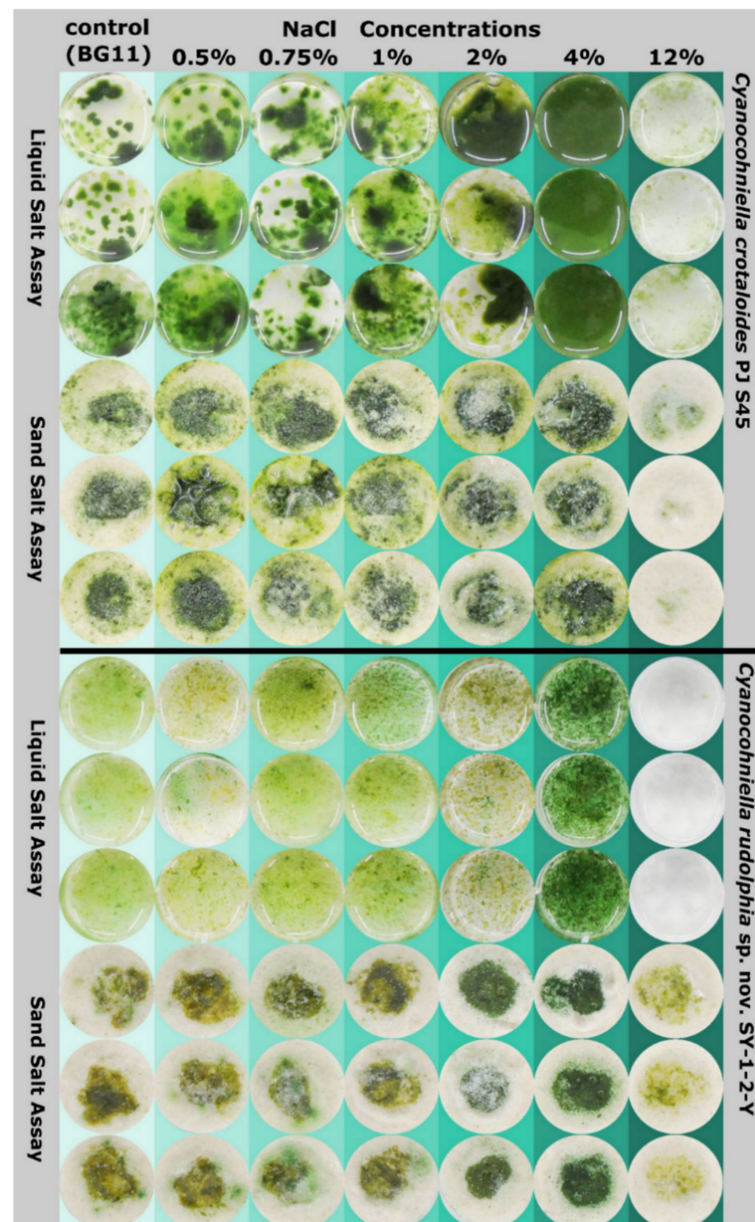 control NaCl Concentrations
(BG11) 0.5% 0.75% 1% 2% 4% 12%
Liquid Salt Assay
Sand Salt Assay
Cyanocohniella crotaloides PJ S45
Liquid Salt Assay
Sand Salt Assay
Cyanocohniella rudolphia sp. nov. SY-1-2-Y